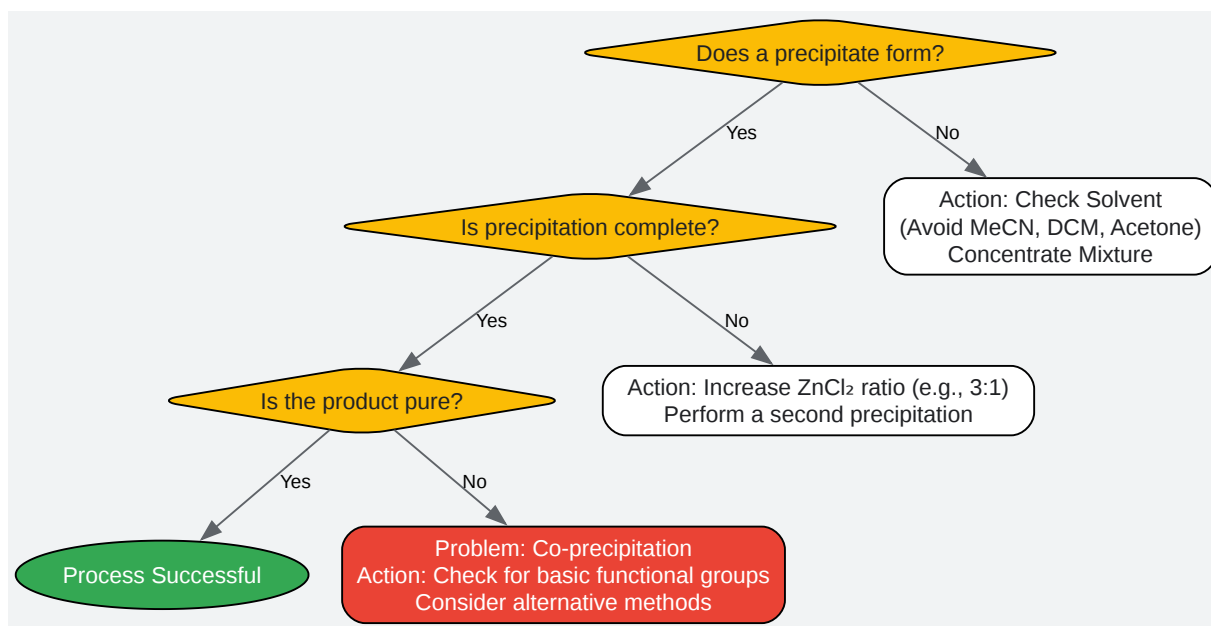 Does a precipitate form?
Yes
No
Action: Check Solvent
(Avoid MeCN, DCM, Acetone)
Concentrate Mixture
Is precipitation complete?
Yes
No
Action: Increase ZnCl₂ ratio (e.g., 3:1)
Perform a second precipitation
Is the product pure?
Yes
No
Process Successful
Problem: Co-precipitation
Action: Check for basic functional groups
Consider alternative methods